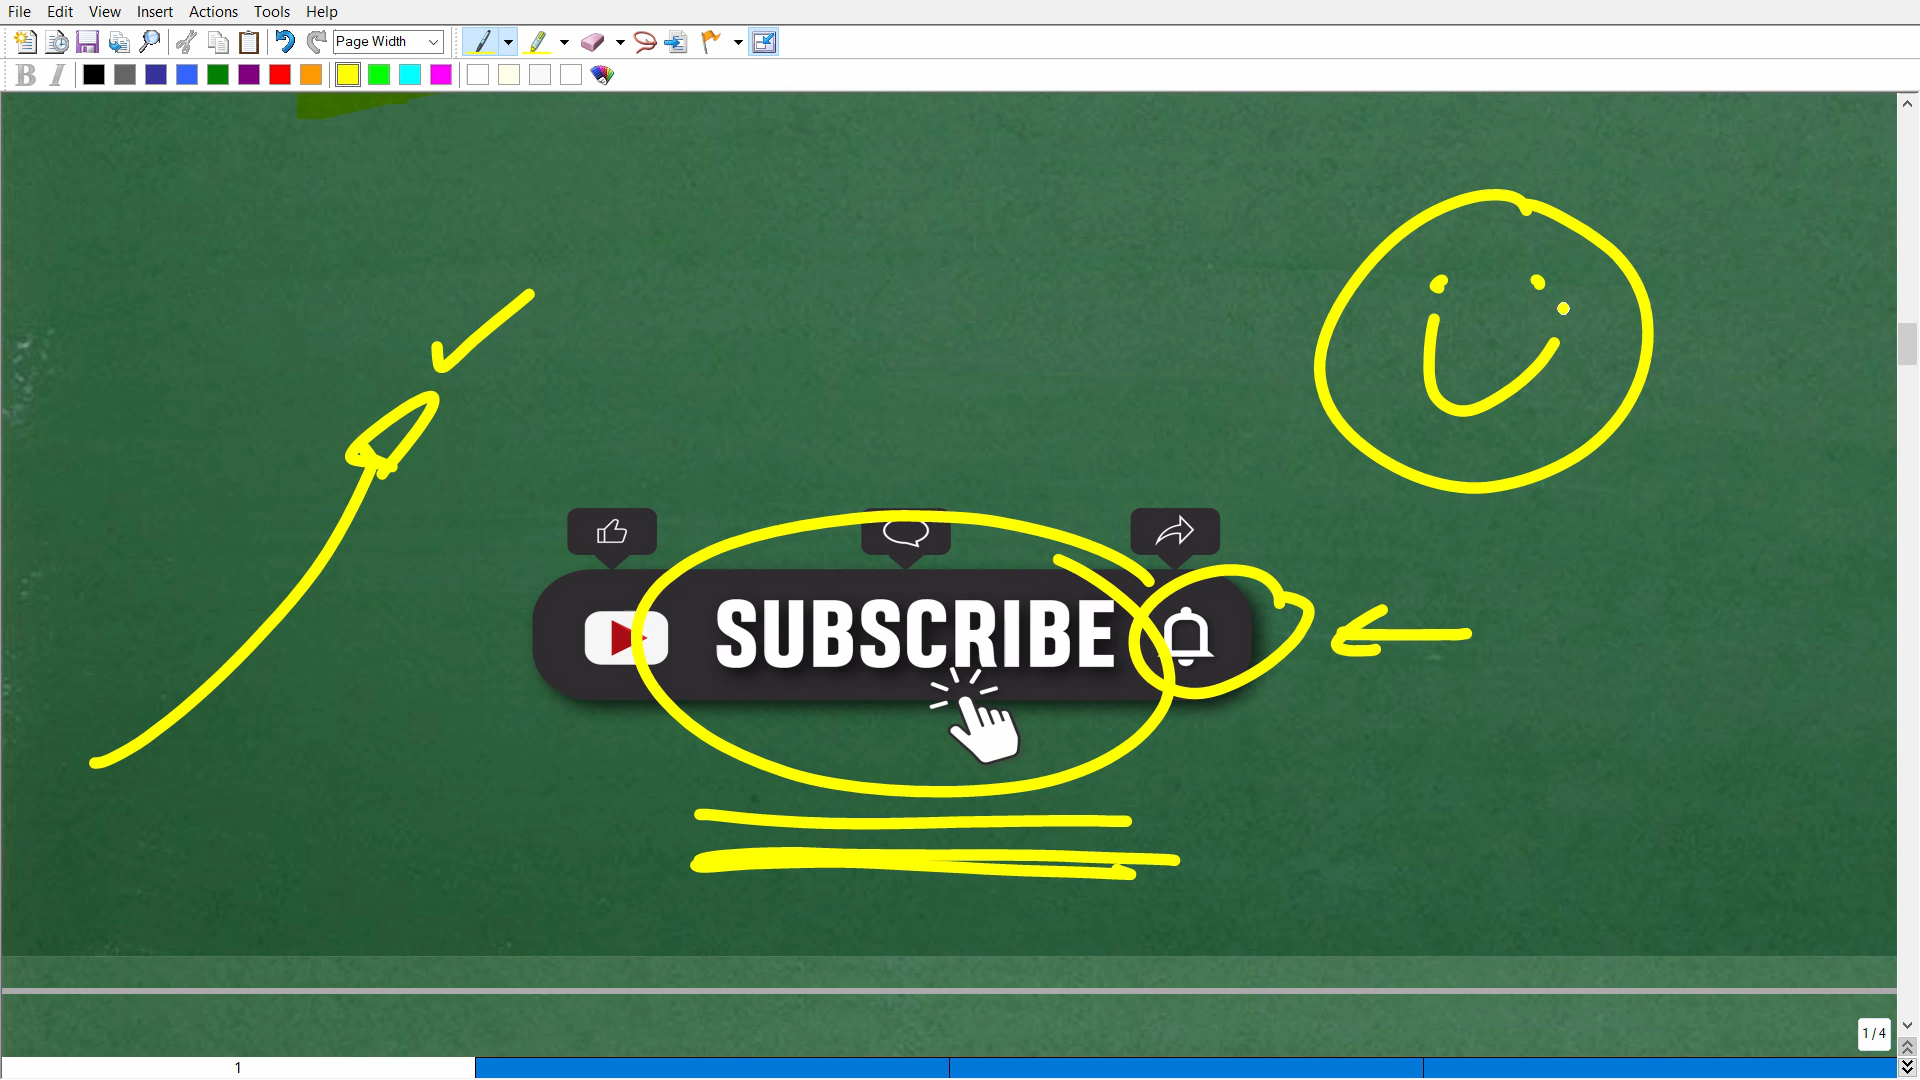 File Edit View Insert Actions Tools Help
Page Width
B I
SUBSCRIBE
1 / 4
1